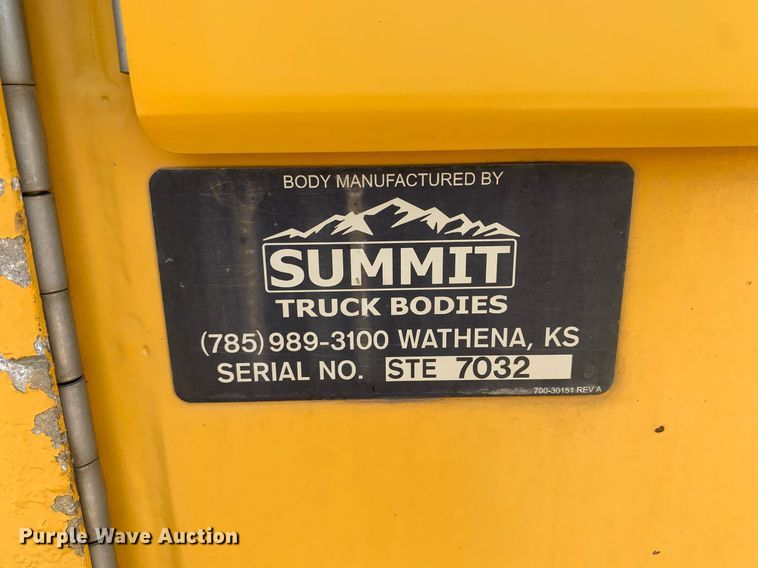 BODY MANUFACTURED BY
SUMMIT
TRUCK BODIES
(785) 989-3100 WATHENA, KS
SERIAL NO. STE 7032
700-30151 REV A
Purple Wave Auction